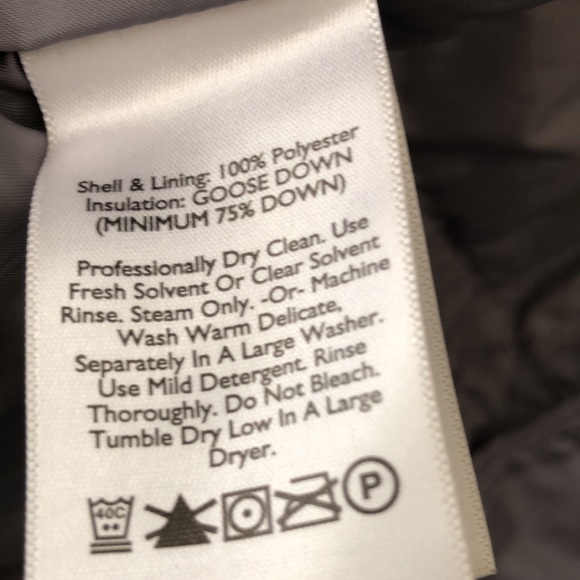 Shell & Lining: 100% Polyester
Insulation: GOOSE DOWN
(MINIMUM 75% DOWN)
Professionally Dry Clean. Use
Fresh Solvent Or Clear Solvent
Rinse. Steam Only. -Or- Machine
Wash Warm Delicate,
Separately In A Large Washer.
Use Mild Detergent. Rinse
Thoroughly. Do Not Bleach.
Tumble Dry Low In A Large
Dryer.
40C P